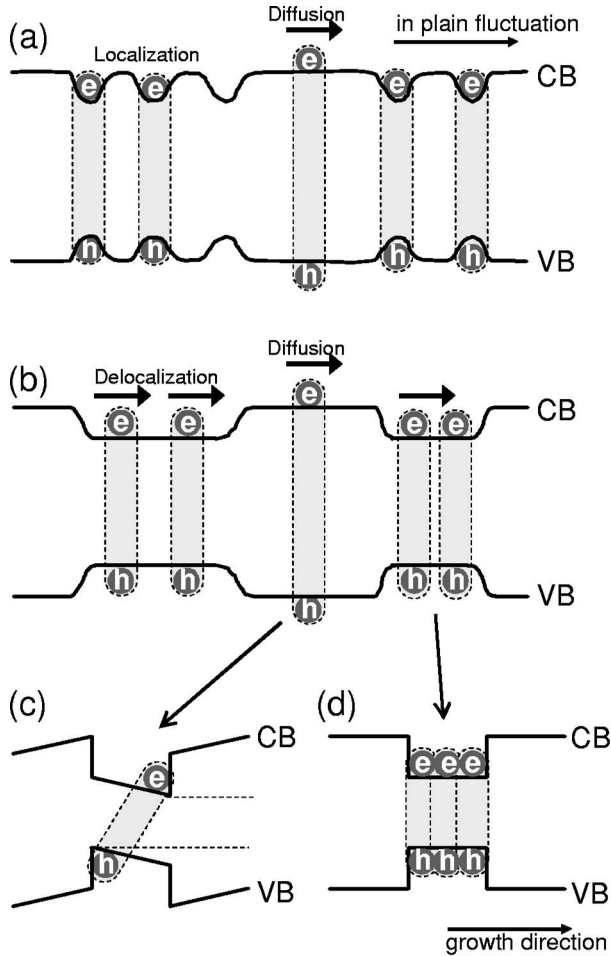 (a)
Localization
Diffusion
in plain fluctuation
e e e e e
CB
h h h h h
VB
(b)
Delocalization
Diffusion
e e e e e
CB
h h h h h
VB
(c)
CB
e
h
VB
(d)
CB
e e e
h h h
VB
growth direction